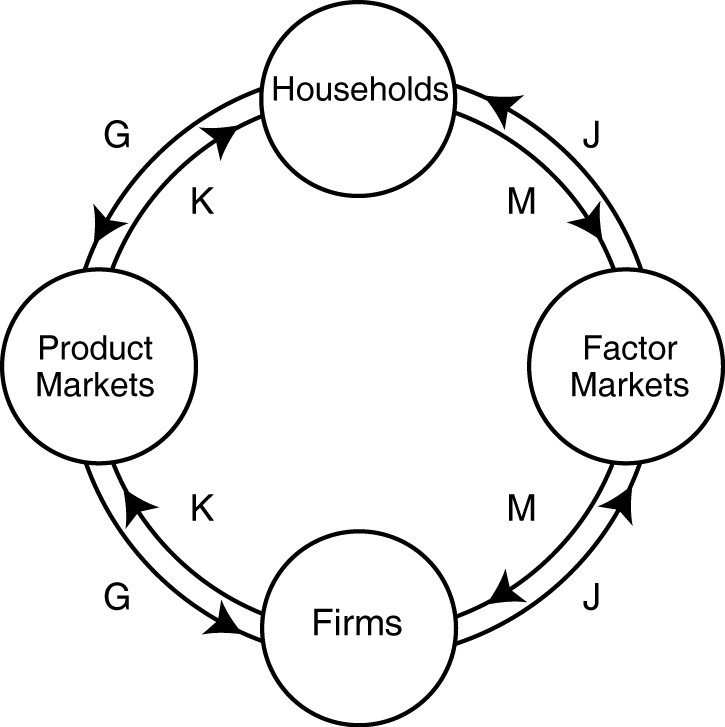 Households
G
J
K
M
Product
Markets
Factor
Markets
K
M
G
J
Firms